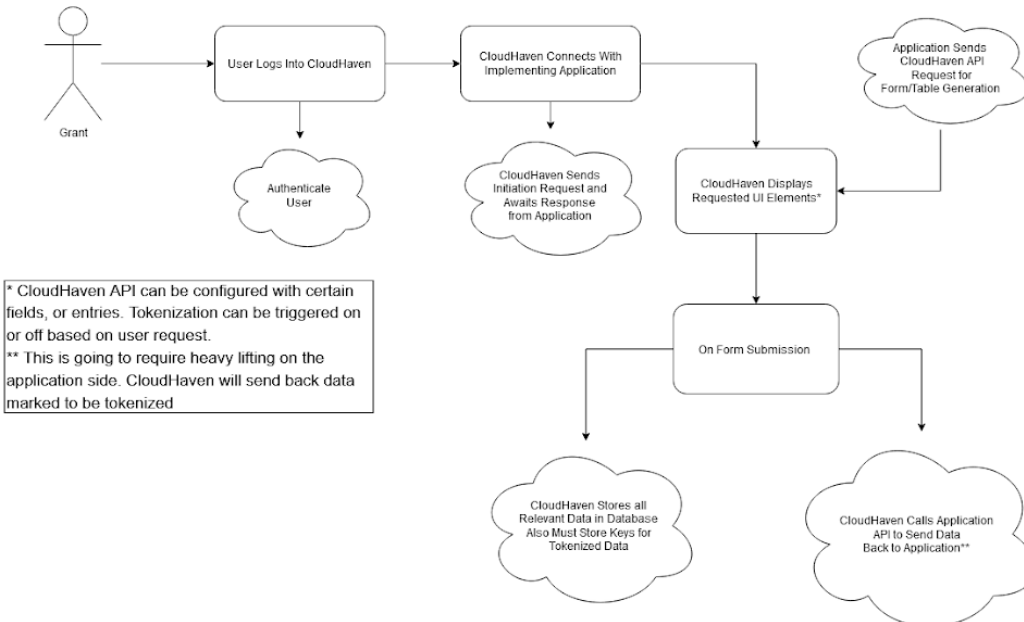 Grant
User Logs Into CloudHaven
CloudHaven Connects With
Implementing Application
Application Sends
CloudHaven API
Request for
Form/Table Generation
Authenticate
User
CloudHaven Sends
Initiation Request and
Awaits Response
from Application
CloudHaven Displays
Requested UI Elements*
* CloudHaven API can be configured with certain
fields, or entries. Tokenization can be triggered on
or off based on user request.
** This is going to require heavy lifting on the
application side. CloudHaven will send back data
marked to be tokenized
On Form Submission
CloudHaven Stores all
Relevant Data in Database
Also Must Store Keys for
Tokenized Data
CloudHaven Calls Application
API to Send Data
Back to Application**